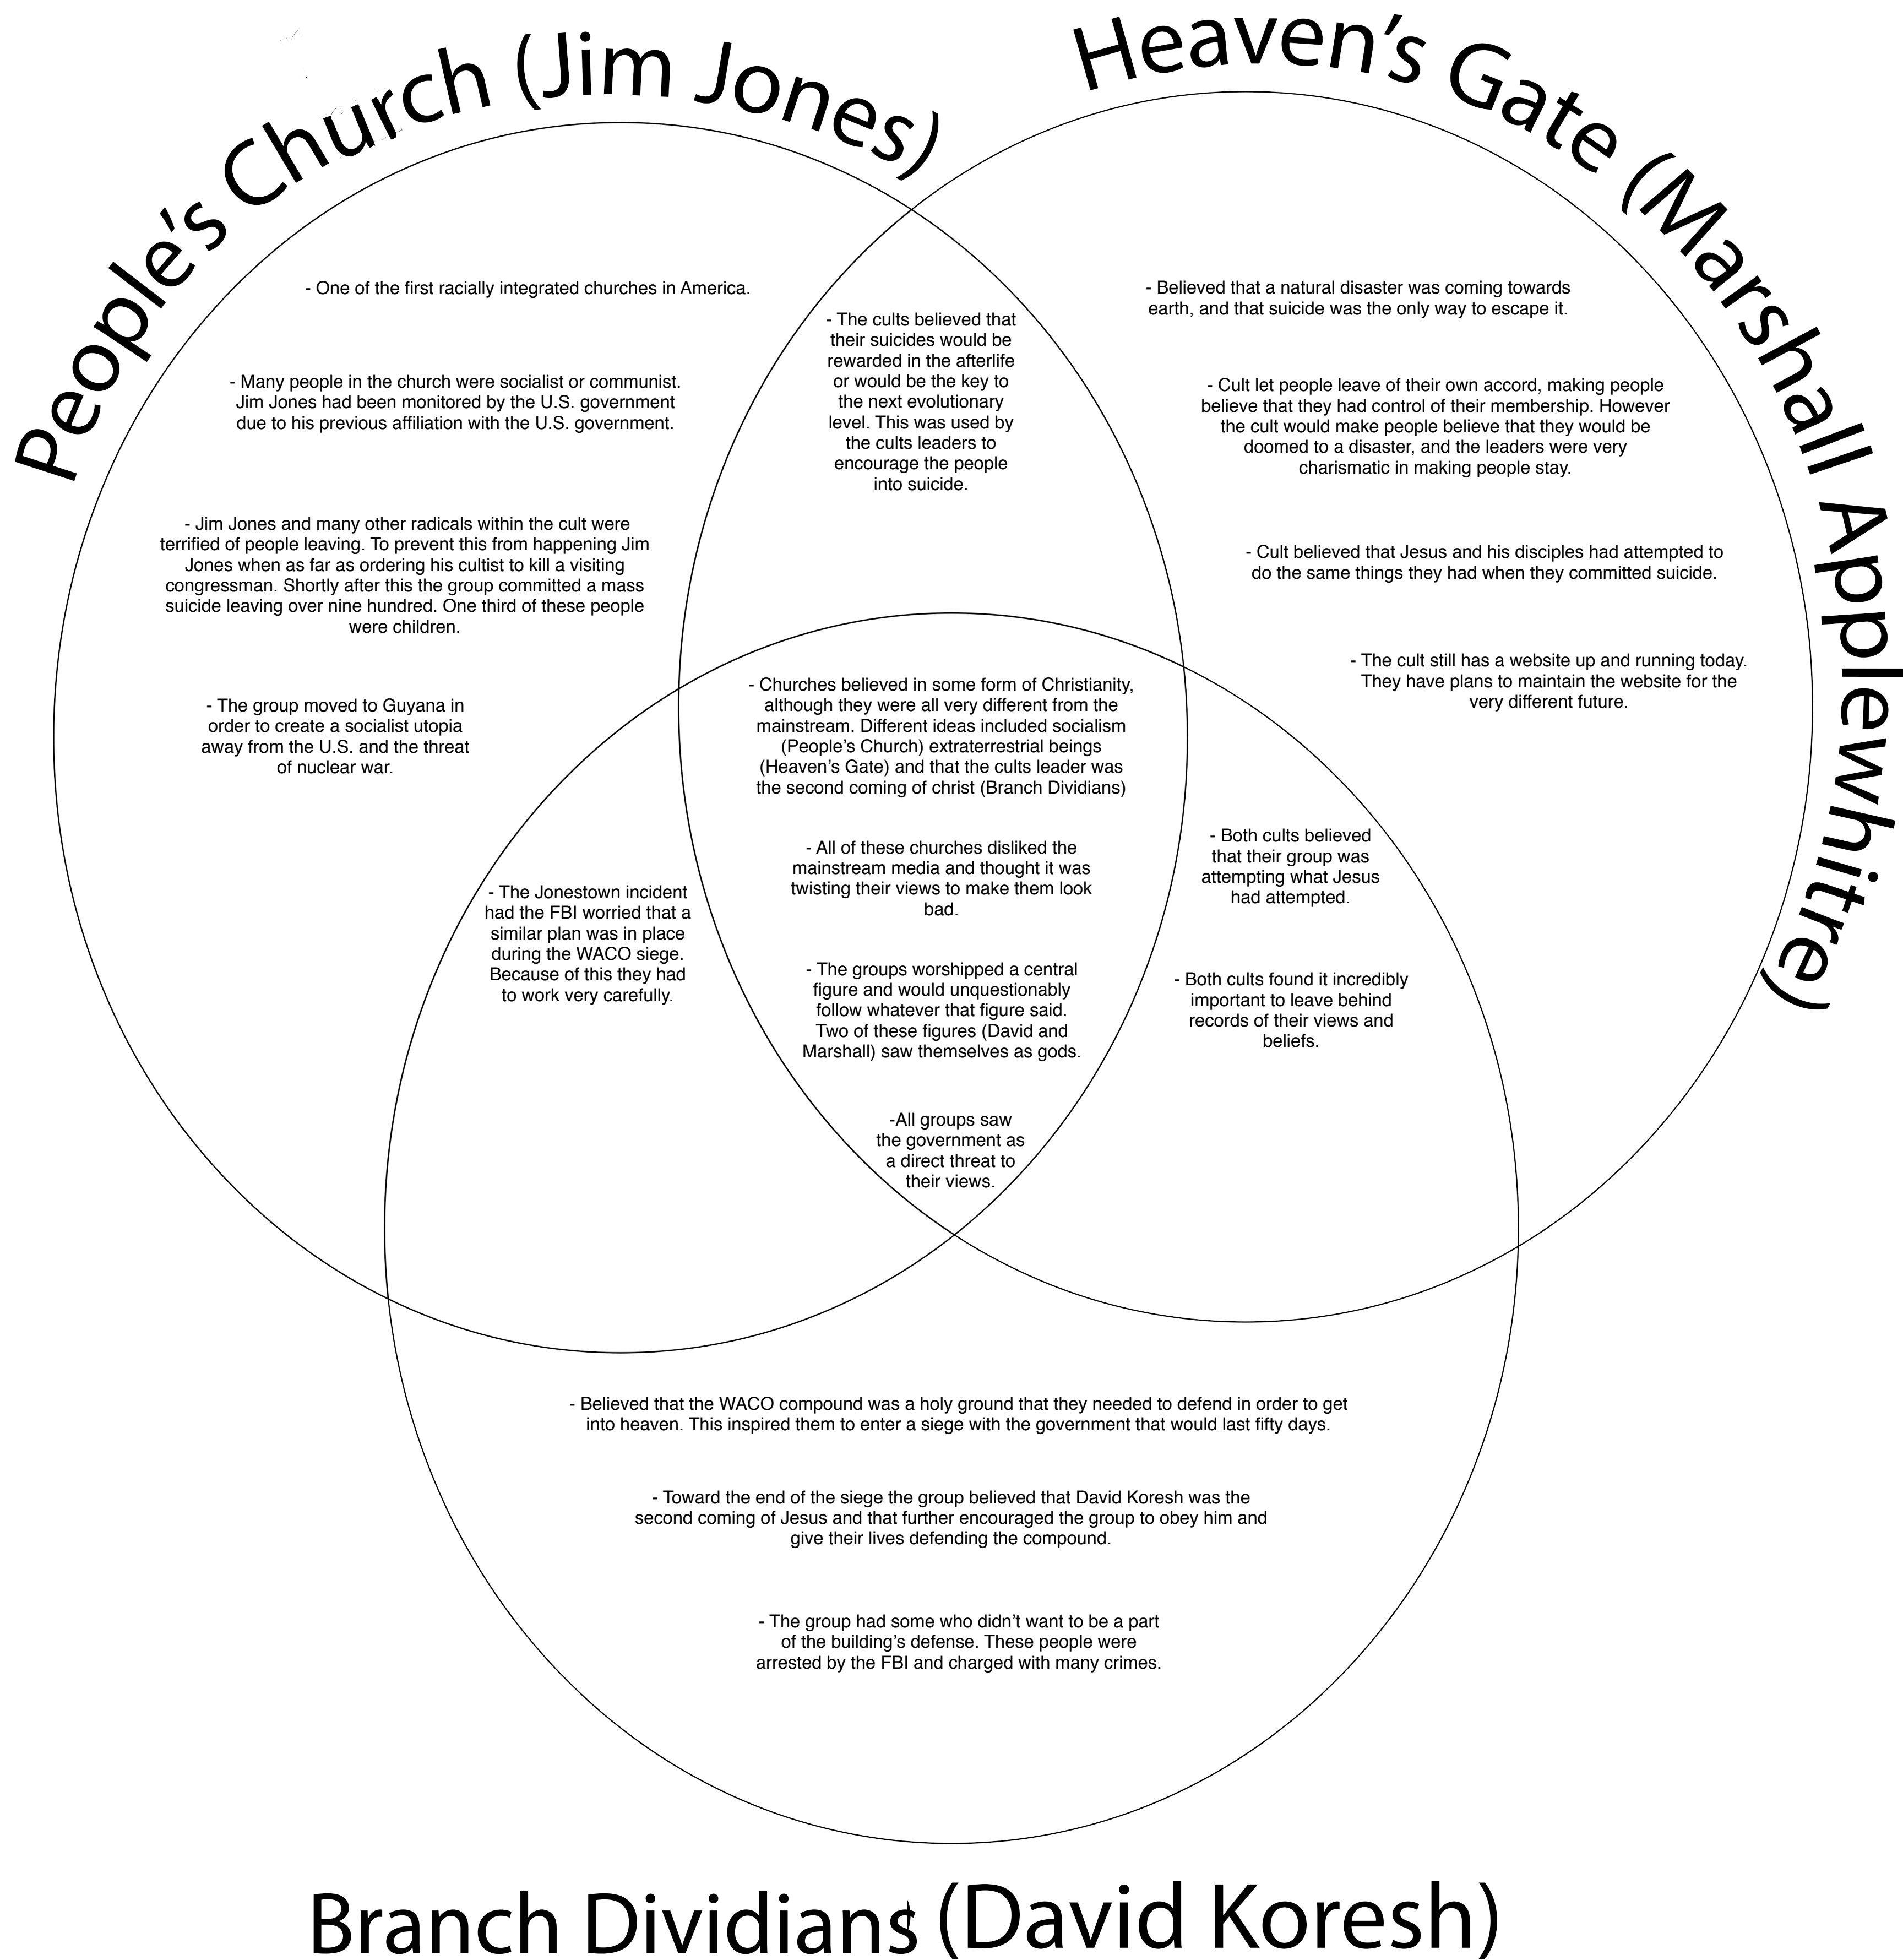 People’s Church (Jim Jones)
Heaven’s Gate (Marshall Applewhitre)
- One of the first racially integrated churches in America.
- Many people in the church were socialist or communist.
Jim Jones had been monitored by the U.S. government
due to his previous affiliation with the U.S. government.
- Jim Jones and many other radicals within the cult were
terrified of people leaving. To prevent this from happening Jim
Jones when as far as ordering his cultist to kill a visiting
congressman. Shortly after this the group committed a mass
suicide leaving over nine hundred. One third of these people
were children.
- The group moved to Guyana in
order to create a socialist utopia
away from the U.S. and the threat
of nuclear war.
- The cults believed that
their suicides would be
rewarded in the afterlife
or would be the key to
the next evolutionary
level. This was used by
the cults leaders to
encourage the people
into suicide.
- Believed that a natural disaster was coming towards
earth, and that suicide was the only way to escape it.
- Cult let people leave of their own accord, making people
believe that they had control of their membership. However
the cult would make people believe that they would be
doomed to a disaster, and the leaders were very
charismatic in making people stay.
- Cult believed that Jesus and his disciples had attempted to
do the same things they had when they committed suicide.
- The cult still has a website up and running today.
They have plans to maintain the website for the
very different future.
- Churches believed in some form of Christianity,
although they were all very different from the
mainstream. Different ideas included socialism
(People’s Church) extraterrestrial beings
(Heaven’s Gate) and that the cults leader was
the second coming of christ (Branch Dividians)
- All of these churches disliked the
mainstream media and thought it was
twisting their views to make them look
bad.
- The groups worshipped a central
figure and would unquestionably
follow whatever that figure said.
Two of these figures (David and
Marshall) saw themselves as gods.
-All groups saw
the government as
a direct threat to
their views.
- The Jonestown incident
had the FBI worried that a
similar plan was in place
during the WACO siege.
Because of this they had
to work very carefully.
- Both cults believed
that their group was
attempting what Jesus
had attempted.
- Both cults found it incredibly
important to leave behind
records of their views and
beliefs.
- Believed that the WACO compound was a holy ground that they needed to defend in order to get
into heaven. This inspired them to enter a siege with the government that would last fifty days.
- Toward the end of the siege the group believed that David Koresh was the
second coming of Jesus and that further encouraged the group to obey him and
give their lives defending the compound.
- The group had some who didn’t want to be a part
of the building’s defense. These people were
arrested by the FBI and charged with many crimes.
Branch Dividians (David Koresh)